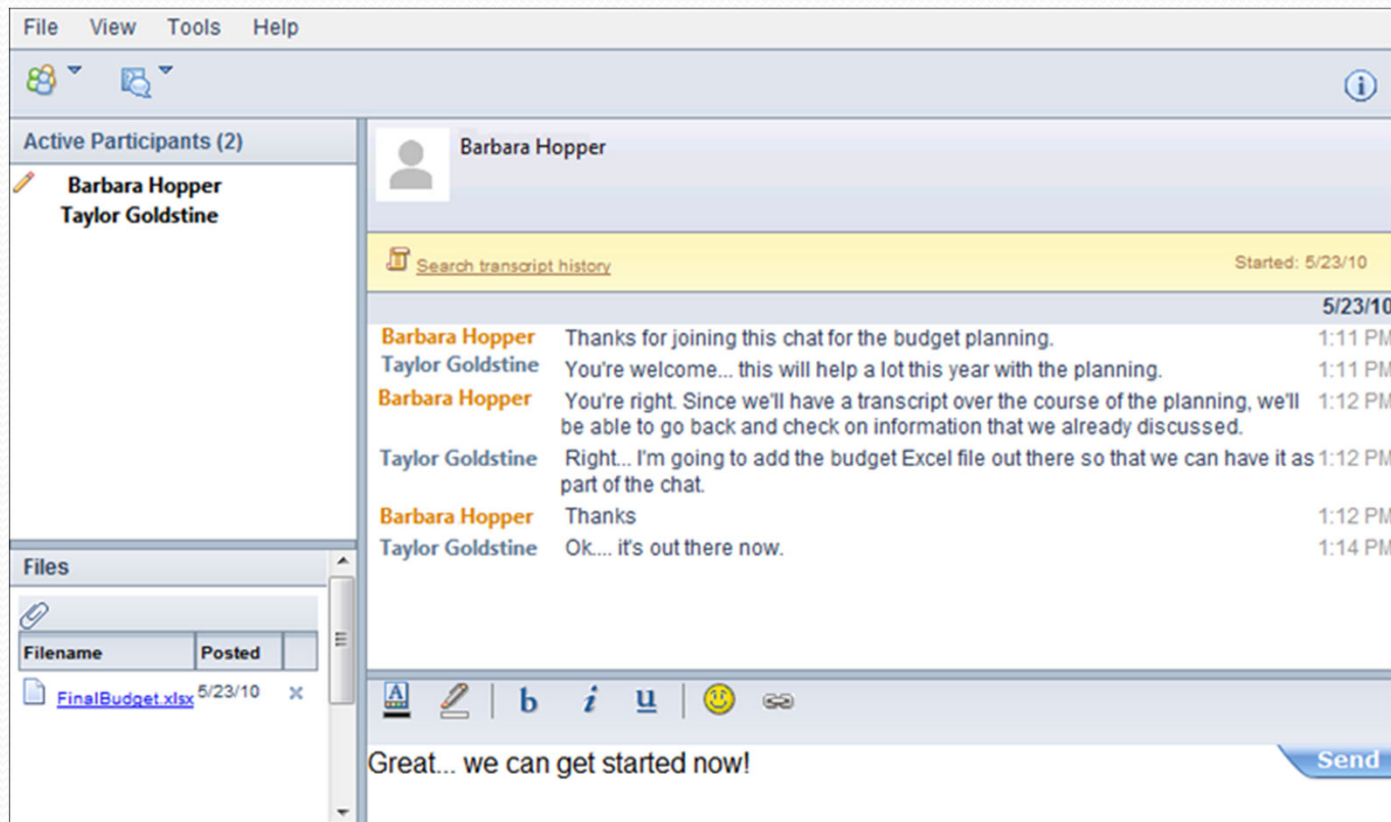 File View Tools Help
Active Participants (2)
Barbara Hopper
Taylor Goldstine
Files
Filename Posted
FinalBudget.xlsx 5/23/10
Barbara Hopper
Search transcript history Started: 5/23/10
5/23/10
Barbara Hopper Thanks for joining this chat for the budget planning. 1:11 PM
Taylor Goldstine You're welcome... this will help a lot this year with the planning. 1:11 PM
Barbara Hopper You're right. Since we'll have a transcript over the course of the planning, we'll 1:12 PM
be able to go back and check on information that we already discussed.
Taylor Goldstine Right... I'm going to add the budget Excel file out there so that we can have it as 1:12 PM
part of the chat.
Barbara Hopper Thanks 1:12 PM
Taylor Goldstine Ok.... it's out there now. 1:14 PM
A b i u
Great... we can get started now! Send